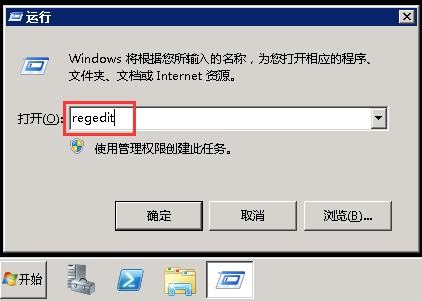 运行
Windows 将根据您所输入的名称，为您打开相应的程序、
文件夹、文档或 Internet 资源。
打开(O): regedit
使用管理权限创建此任务。
确定 取消 浏览(B)...
开始